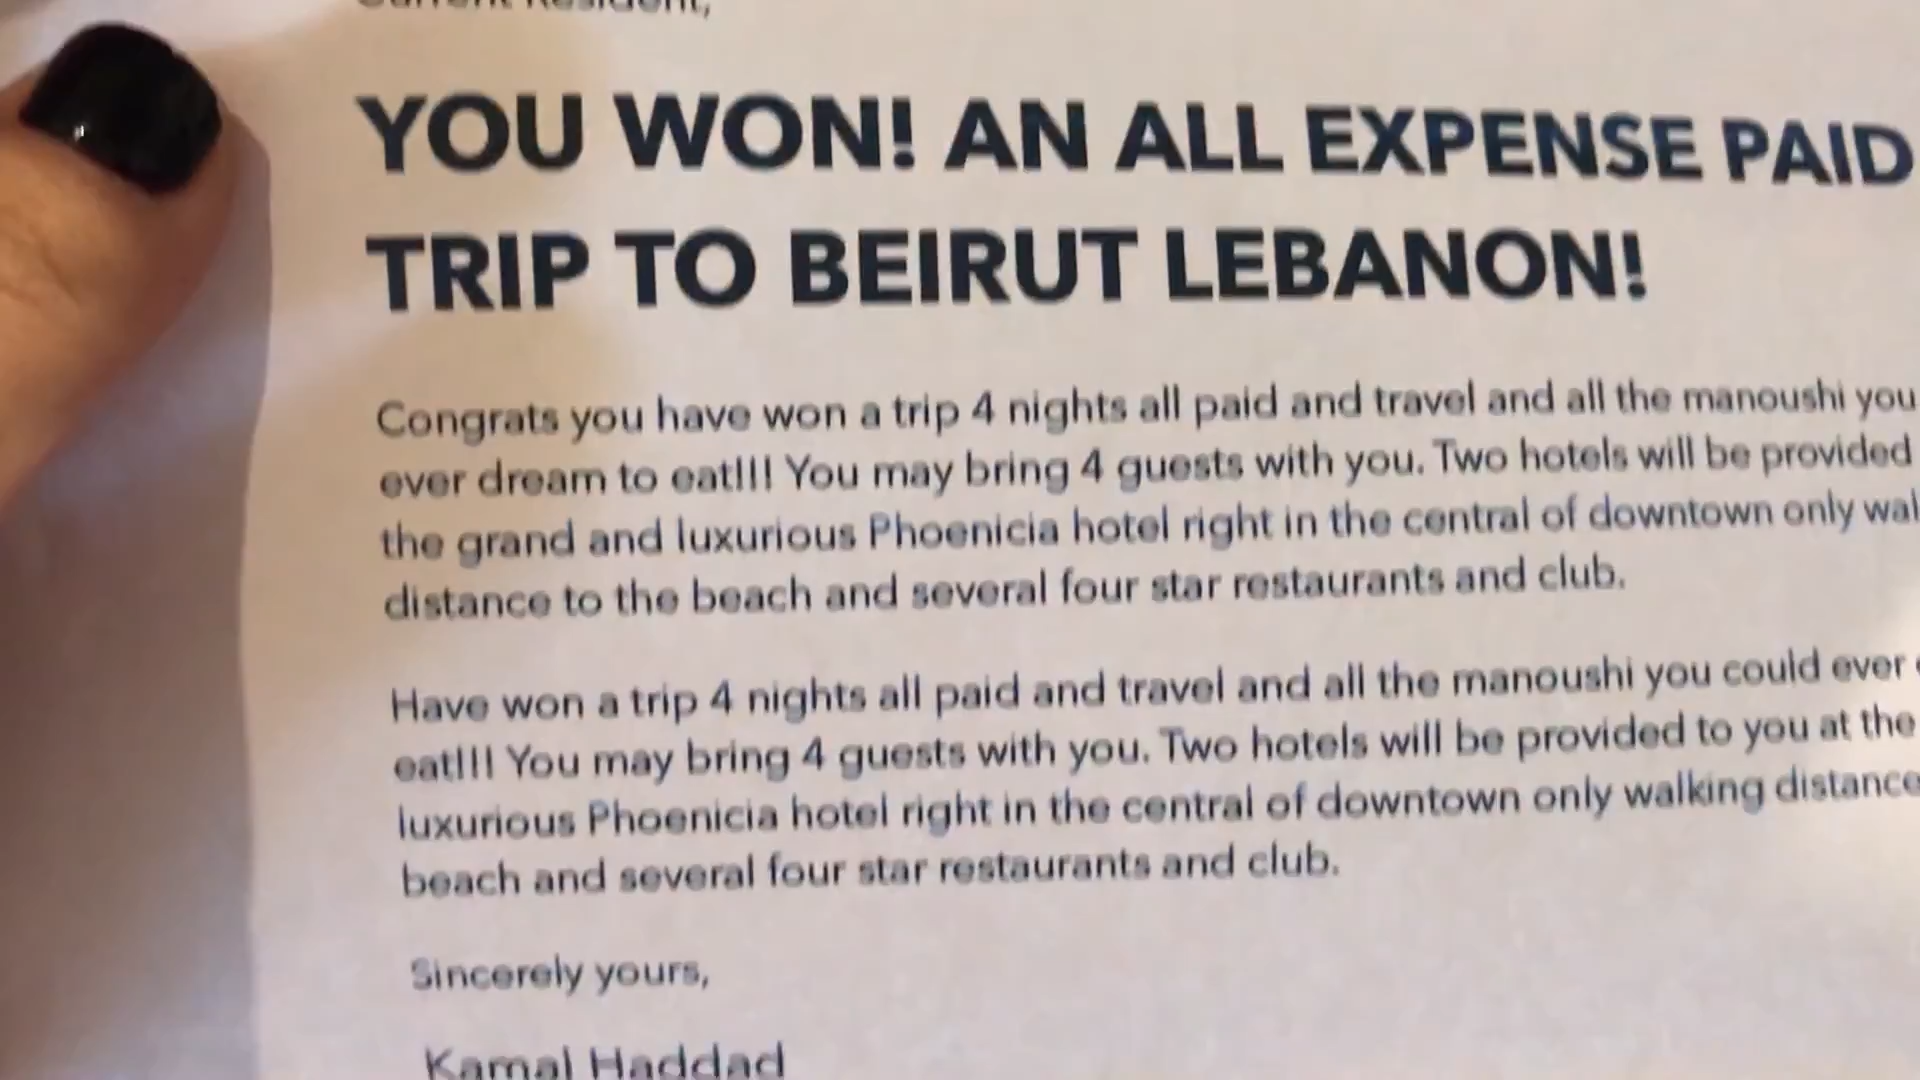 Current Resident,
YOU WON! AN ALL EXPENSE PAID
TRIP TO BEIRUT LEBANON!
Congrats you have won a trip 4 nights all paid and travel and all the manoushi you
ever dream to eat!!! You may bring 4 guests with you. Two hotels will be provided
the grand and luxurious Phoenicia hotel right in the central of downtown only wal
distance to the beach and several four star restaurants and club.
Have won a trip 4 nights all paid and travel and all the manoushi you could ever
eat!!! You may bring 4 guests with you. Two hotels will be provided to you at the
luxurious Phoenicia hotel right in the central of downtown only walking distance
beach and several four star restaurants and club.
Sincerely yours,
Kamal Haddad